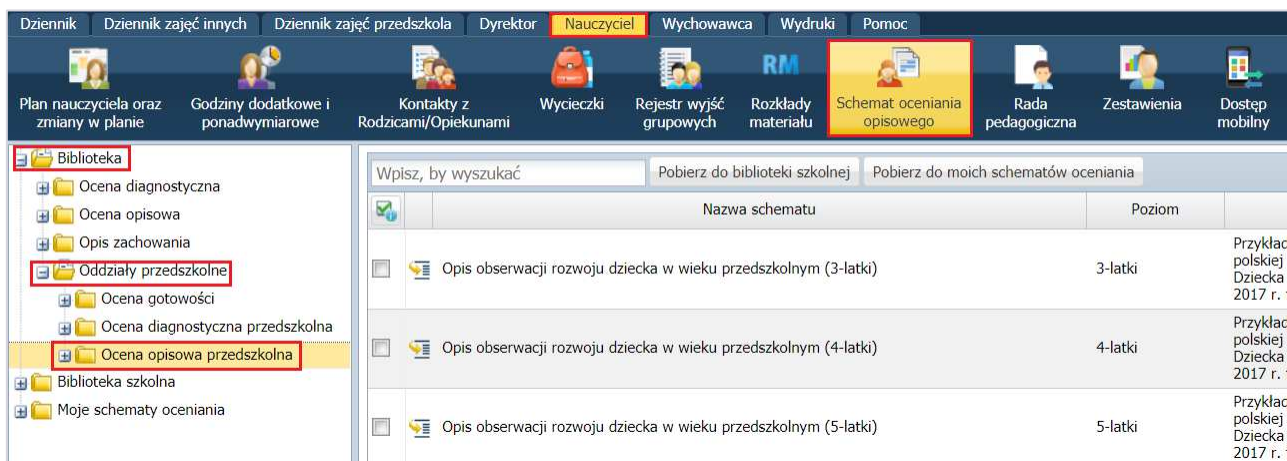 Dziennik Dziennik zajęć innych Dziennik zajęć przedszkola Dyrektor Nauczyciel Wychowawca Wydruki Pomoc
RM
Plan nauczyciela oraz zmiany w planie
Godziny dodatkowe i ponadwymiarowe
Kontakty z Rodzicami/Opiekunami
Wycieczki
Rejestr wyjść grupowych
Rozkłady materiału
Schemat oceniania opisowego
Rada pedagogiczna
Zestawienia
Dostęp mobilny
Biblioteka
Ocena diagnostyczna
Ocena opisowa
Opis zachowania
Oddziały przedszkolne
Ocena gotowości
Ocena diagnostyczna przedszkolna
Ocena opisowa przedszkolna
Biblioteka szkolna
Moje schematy oceniania
Wpisz, by wyszukać Pobierz do biblioteki szkolnej Pobierz do moich schematów oceniania
Nazwa schematu Poziom
Opis obserwacji rozwoju dziecka w wieku przedszkolnym (3-latki) 3-latki
Przykład
polskiej
Dziecka
2017 r.
Opis obserwacji rozwoju dziecka w wieku przedszkolnym (4-latki) 4-latki
Przykład
polskiej
Dziecka
2017 r.
Opis obserwacji rozwoju dziecka w wieku przedszkolnym (5-latki) 5-latki
Przykład
polskiej
Dziecka
2017 r.